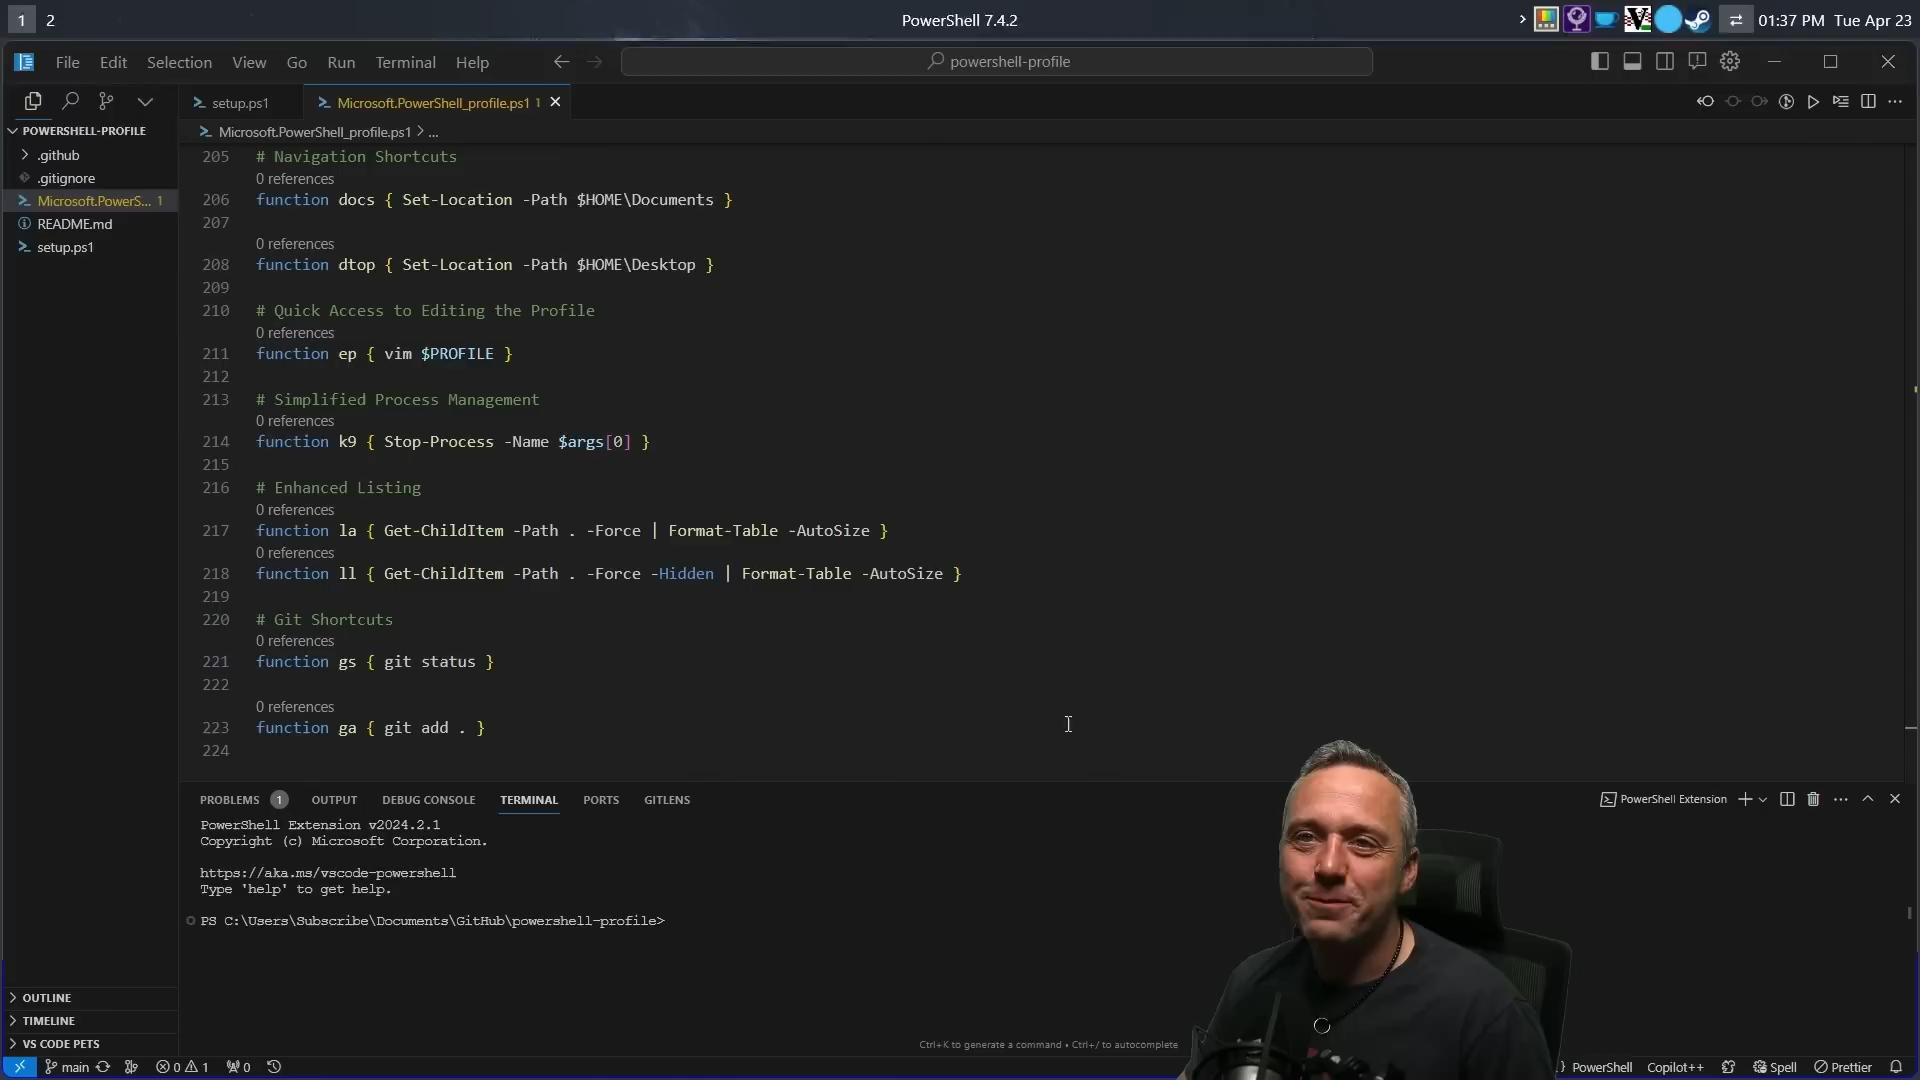 1 2 PowerShell 7.4.2 01:37 PM Tue Apr 23
File Edit Selection View Go Run Terminal Help powershell-profile
setup.ps1 Microsoft.PowerShell_profile.ps1 1
POWERSHELL-PROFILE
.github
.gitignore
Microsoft.PowerS... 1
README.md
setup.ps1
Microsoft.PowerShell_profile.ps1 > ...
205 # Navigation Shortcuts
0 references
206 function docs { Set-Location -Path $HOME\Documents }
207
0 references
208 function dtop { Set-Location -Path $HOME\Desktop }
209
210 # Quick Access to Editing the Profile
0 references
211 function ep { vim $PROFILE }
212
213 # Simplified Process Management
0 references
214 function k9 { Stop-Process -Name $args[0] }
215
216 # Enhanced Listing
0 references
217 function la { Get-ChildItem -Path . -Force | Format-Table -AutoSize }
0 references
218 function ll { Get-ChildItem -Path . -Force -Hidden | Format-Table -AutoSize }
219
220 # Git Shortcuts
0 references
221 function gs { git status }
222
0 references
223 function ga { git add . }
224
PROBLEMS 1 OUTPUT DEBUG CONSOLE TERMINAL PORTS GITLENS PowerShell Extension
PowerShell Extension v2024.2.1
Copyright (c) Microsoft Corporation.
https://aka.ms/vscode-powershell
Type 'help' to get help.
PS C:\Users\Subscribe\Documents\GitHub\powershell-profile>
OUTLINE
TIMELINE
VS CODE PETS
Ctrl+K to generate a command • Ctrl+/ to autocomplete
main 0 1 0 PowerShell Copilot++ Spell Prettier